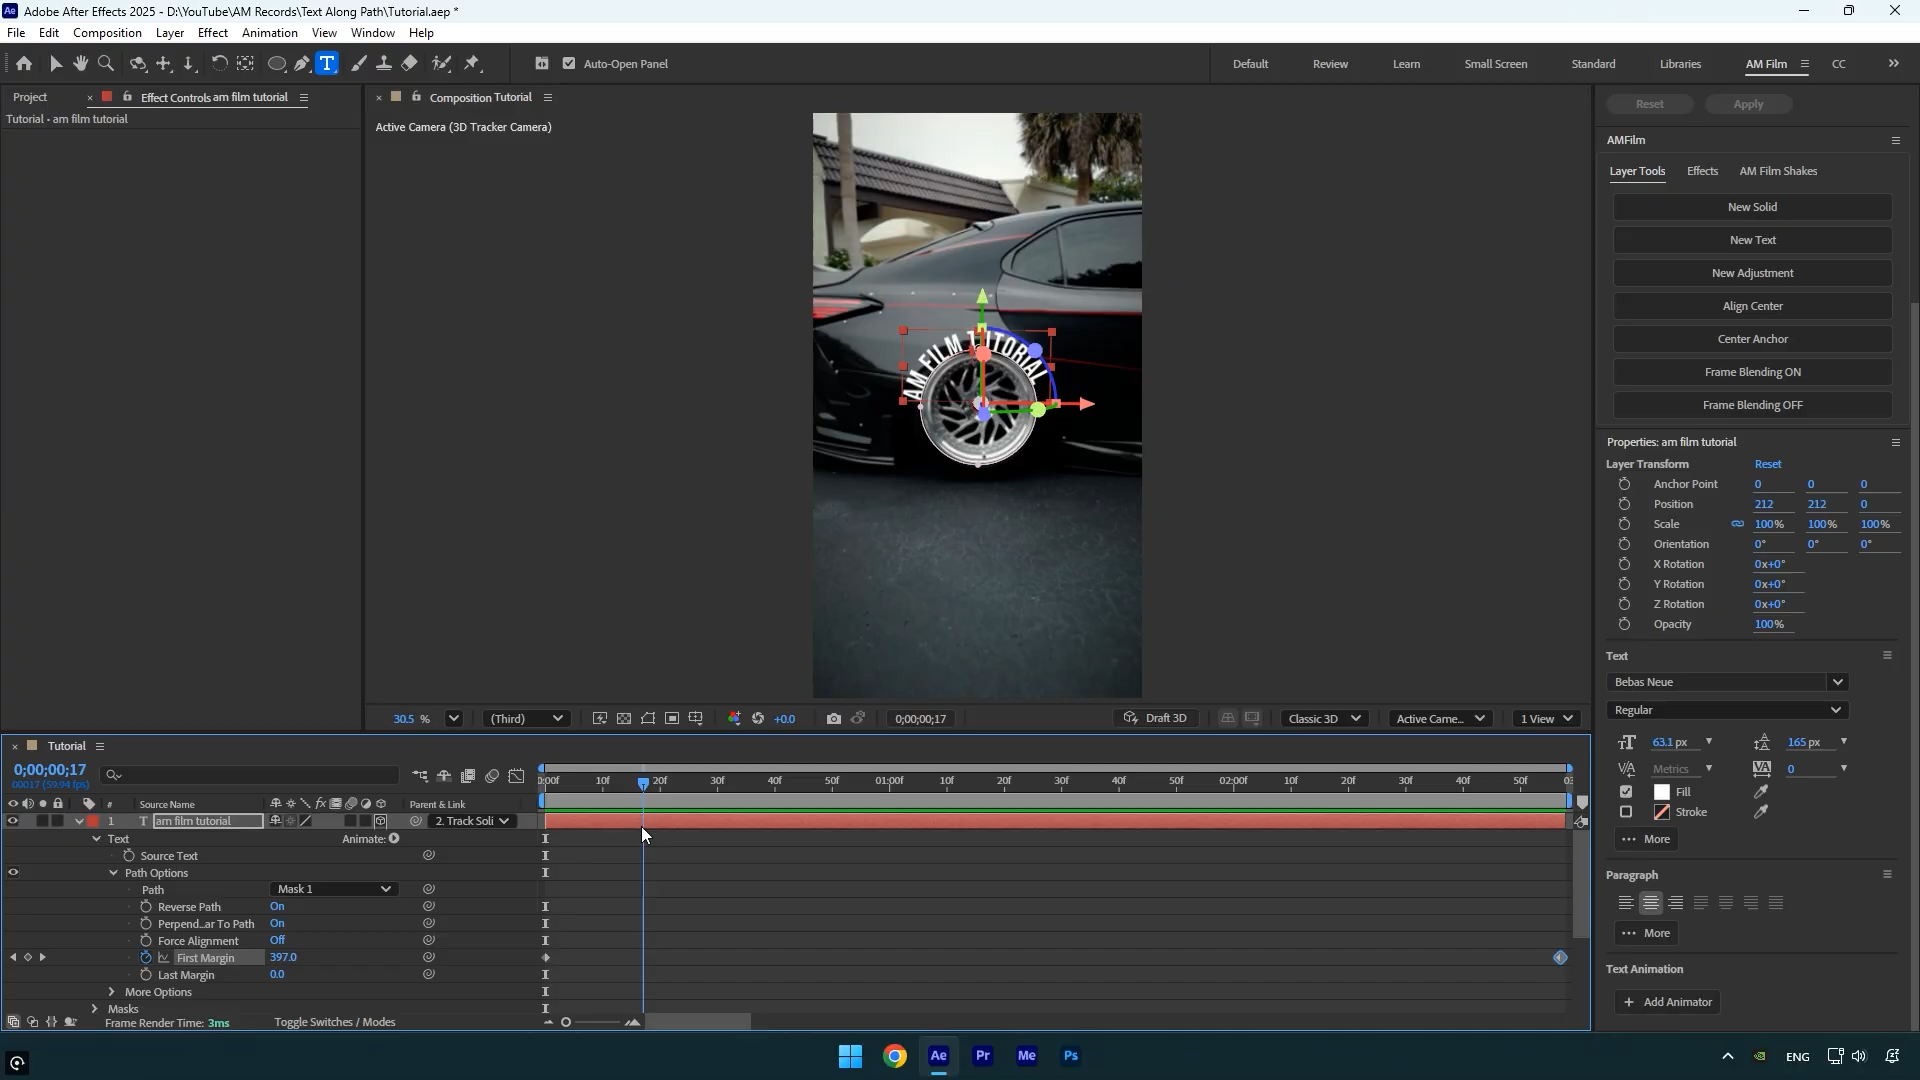 Ae Adobe After Effects 2025 - D:\YouTube\AM Records\Text Along Path\Tutorial.aep *
File Edit Composition Layer Effect Animation View Window Help
Auto-Open Panel
Default Review Learn Small Screen Standard Libraries AM Film CC
Project Effect Controls am film tutorial
Tutorial • am film tutorial
Composition Tutorial
Active Camera (3D Tracker Camera)
AM FILM TUTORIAL
30.5 % (Third) +0.0 0;00;00;17 Draft 3D Classic 3D Active Came... 1 View
Reset Apply
AMFilm
Layer Tools Effects AM Film Shakes
New Solid
New Text
New Adjustment
Align Center
Center Anchor
Frame Blending ON
Frame Blending OFF
Properties: am film tutorial
Layer Transform Reset
Anchor Point 0 0 0
Position 212 212 0
Scale 100% 100% 100%
Orientation 0° 0° 0°
X Rotation 0x+0°
Y Rotation 0x+0°
Z Rotation 0x+0°
Opacity 100%
Text
Bebas Neue
Regular
63.1 px 165 px
Metrics 0
Fill
Stroke
More
Paragraph
More
Text Animation
+ Add Animator
Tutorial
0;00;00;17
00017 (59.94 fps)
0:00f 10f 20f 30f 40f 50f 01:00f 10f 20f 30f 40f 50f 02:00f 10f 20f 30f 40f 50f 03
# Source Name fx Parent & Link
1 T am film tutorial 2. Track Soli
Text Animate:
Source Text
Path Options
Path Mask 1
Reverse Path On
Perpend...ar To Path On
Force Alignment Off
First Margin 397.0
Last Margin 0.0
More Options
Masks
Frame Render Time: 3ms Toggle Switches / Modes
Ae Pr Me Ps
ENG